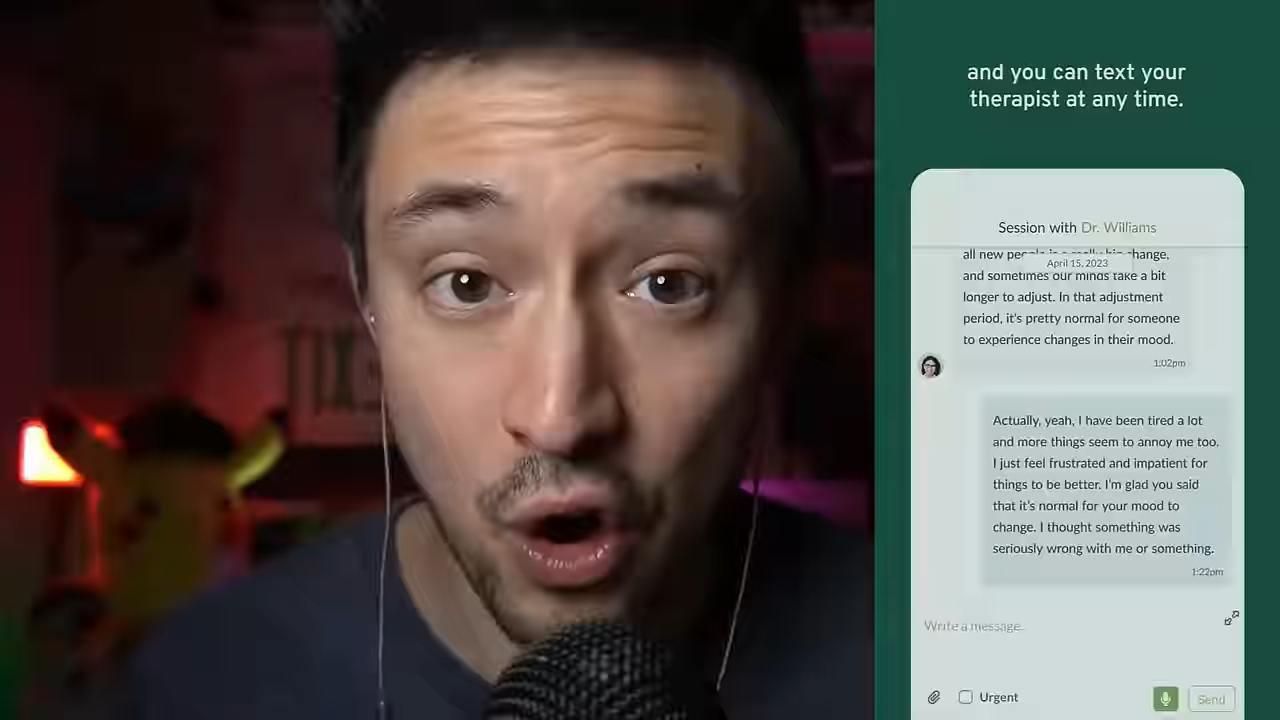 and you can text your
therapist at any time.
Session with Dr. Williams
all new change,
April 15, 2023
and sometimes our minds take a bit
longer to adjust. In that adjustment
period, it's pretty normal for someone
to experience changes in their mood.
1:02pm
Actually, yeah, I have been tired a lot
and more things seem to annoy me too.
I just feel frustrated and impatient for
things to be better. I'm glad you said
that it's normal for your mood to
change. I thought something was
seriously wrong with me or something.
1:22pm
Write a message..
Urgent
Send